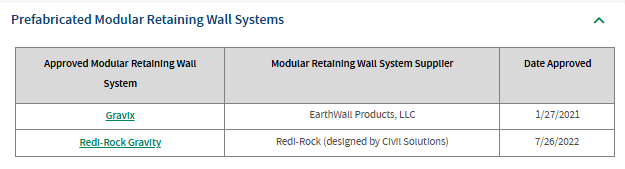 Prefabricated Modular Retaining Wall Systems
Approved Modular Retaining Wall System
Modular Retaining Wall System Supplier
Date Approved
Gravix
EarthWall Products, LLC
1/27/2021
Redi-Rock Gravity
Redi-Rock (designed by Civil Solutions)
7/26/2022